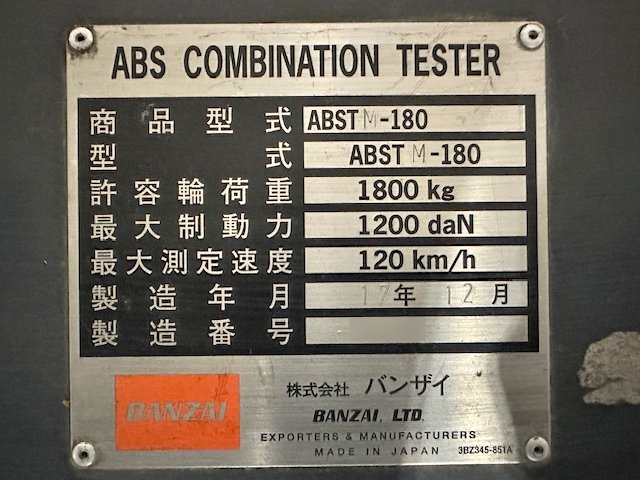 ABS COMBINATION TESTER
商品型式 ABSTM-180
型式 ABSTM-180
許容輪荷重 1800 kg
最大制動力 1200 daN
最大測定速度 120 km/h
製造年月 17年 12月
製造番号
BANZAI
株式会社 バンザイ
BANZAI, LTD.
EXPORTERS & MANUFACTURERS
MADE IN JAPAN
3BZ345-851A